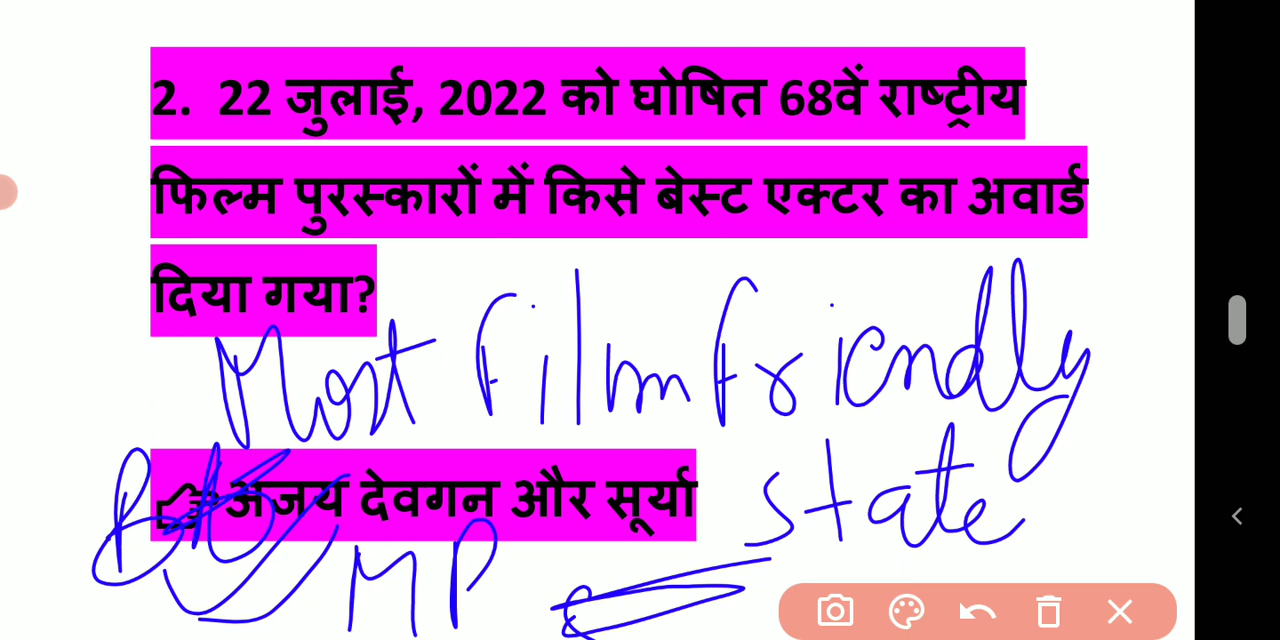 2. 22 जुलाई, 2022 को घोषित 68वें राष्ट्रीय
फिल्म पुरस्कारों में किसे बेस्ट एक्टर का अवार्ड
दिया गया?
Most Film Friendly
👉 अजय देवगन और सूर्या
state
MP